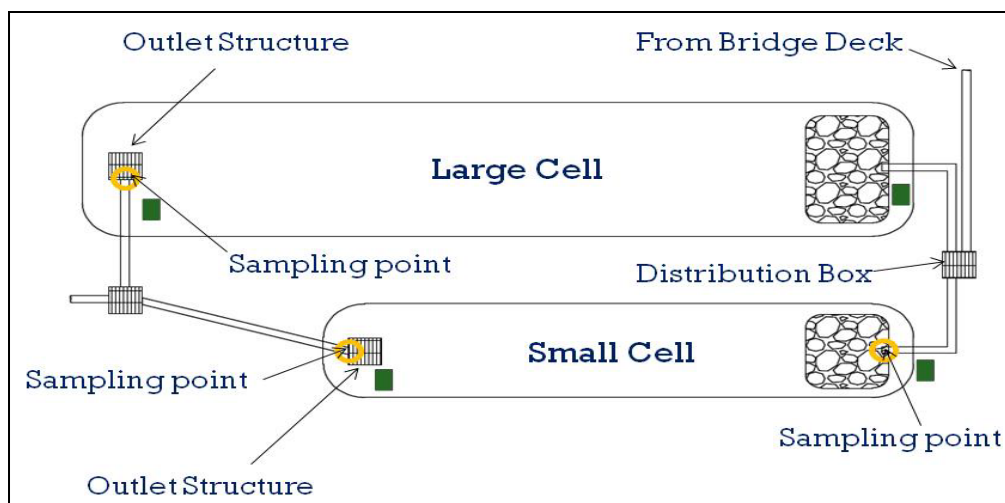 Outlet Structure
From Bridge Deck
Large Cell
Sampling point
Distribution Box
Small Cell
Sampling point
Sampling point
Outlet Structure